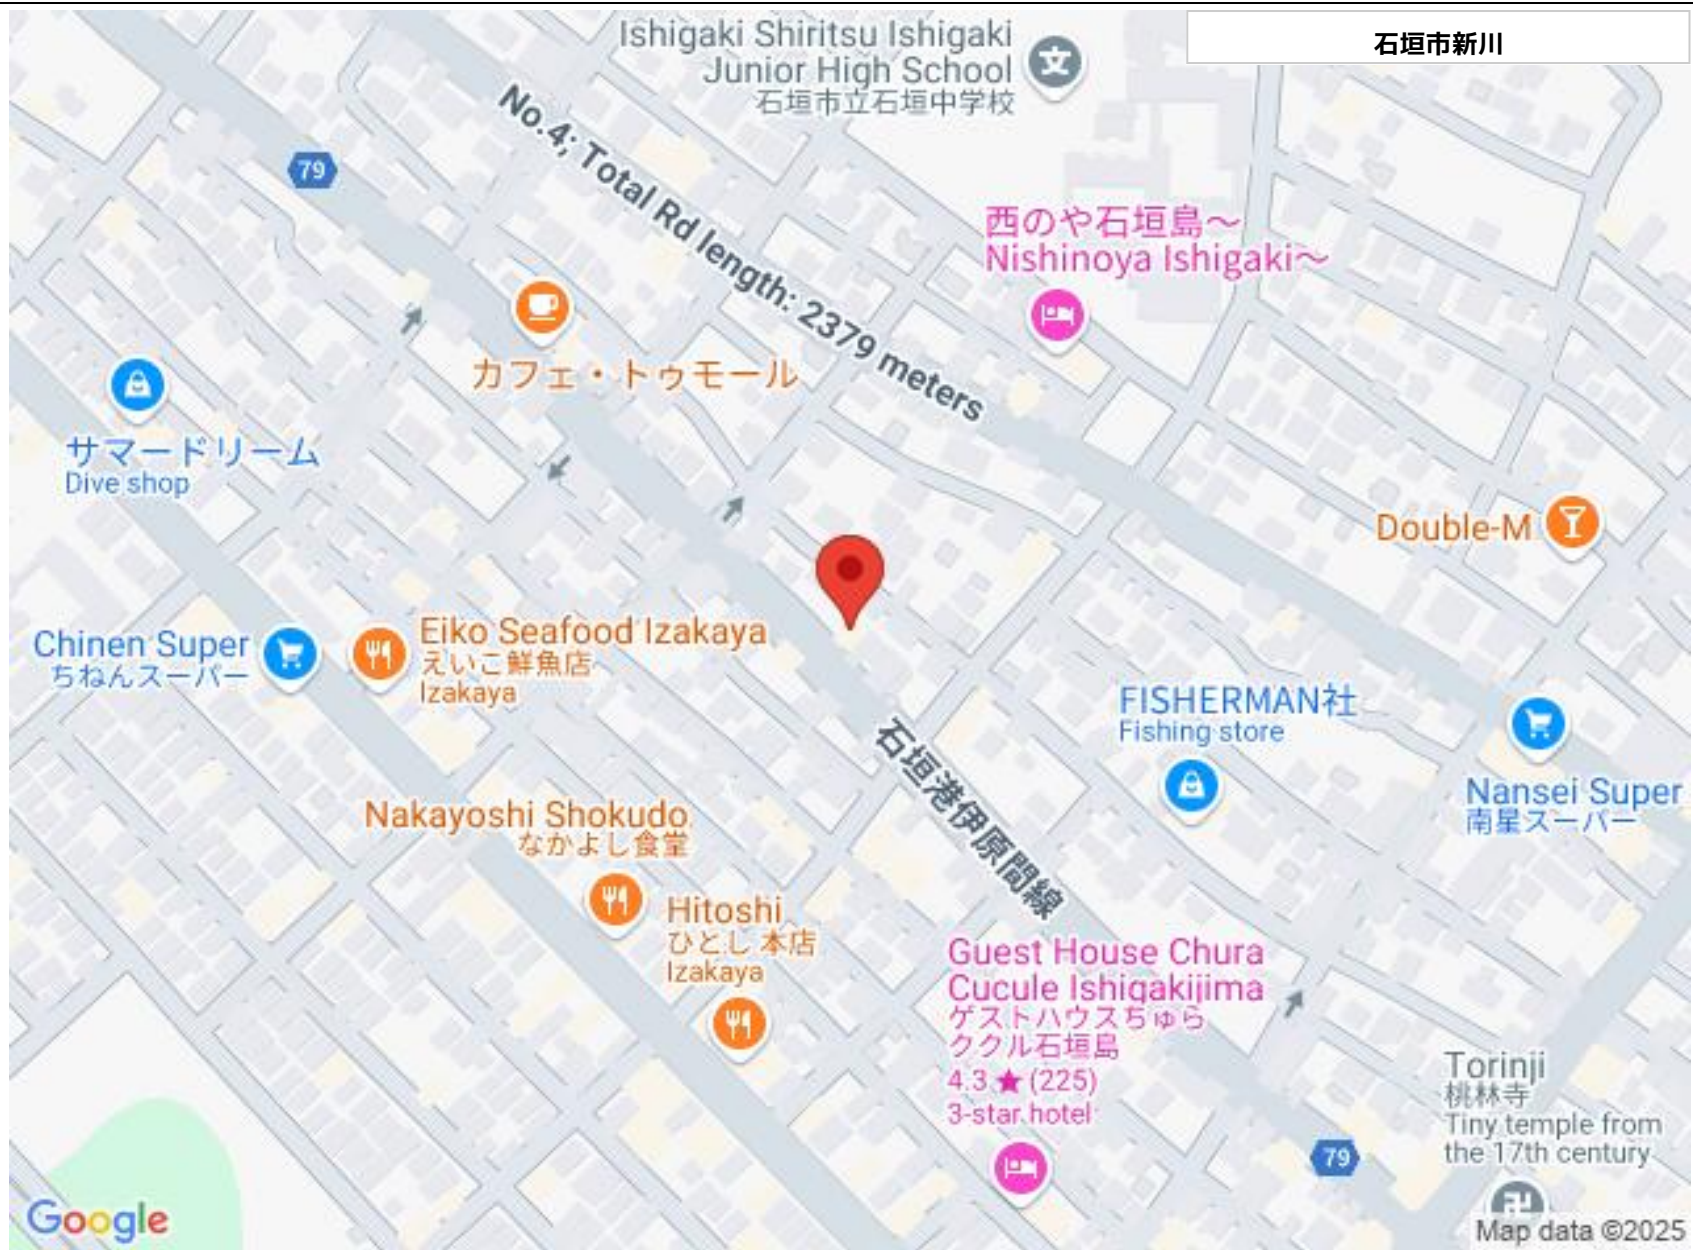 石垣市新川
Ishigaki Shiritsu Ishigaki
Junior High School
石垣市立石垣中学校
No.4; Total Rd length: 2379 meters
79
西のや石垣島～
Nishinoya Ishigaki～
カフェ・トゥモール
サマードリーム
Dive shop
Double-M
Chinen Super
ちねんスーパー
Eiko Seafood Izakaya
えいこ鮮魚店
Izakaya
FISHERMAN社
Fishing store
石垣港伊原間線
Nansei Super
南星スーパー
Nakayoshi Shokudo
なかよし食堂
Hitoshi
ひとし 本店
Izakaya
Guest House Chura
Cucule Ishigakijima
ゲストハウスちゅら
ククル石垣島
4.3 ★ (225)
3-star hotel
Torinji
桃林寺
Tiny temple from
the 17th century
79
Google
Map data ©2025